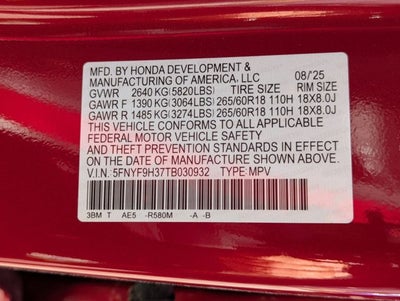 MFD. BY HONDA DEVELOPMENT &
MANUFACTURING OF AMERICA, LLC 08/'25
GVWR 2640 KG(5820LBS) TIRE SIZE RIM SIZE
GAWR F 1390 KG(3064LBS) 265/60R18 110H 18X8.0J
GAWR R 1485 KG(3274LBS) 265/60R18 110H 18X8.0J
THIS VEHICLE CONFORMS TO ALL APPLICABLE
FEDERAL MOTOR VEHICLE SAFETY
AND THEFT PREVENTION STANDARDS IN EFFECT
ON THE DATE OF MANUFACTURE SHOWN ABOVE.
V.I.N. 5FNYF9H37TB030932 TYPE: MPV
3BM T AE5 -R580M -A -B